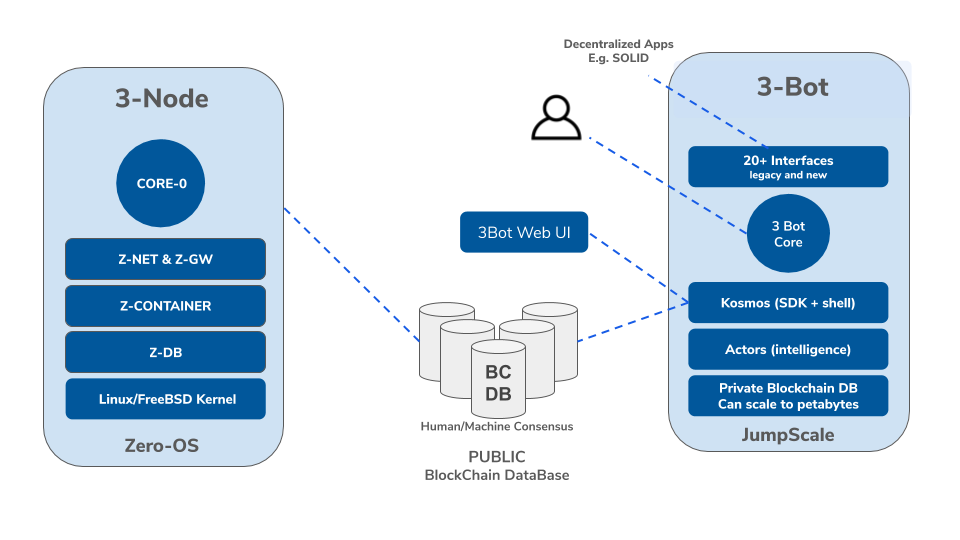 3-Node
CORE-0
Z-NET & Z-GW
Z-CONTAINER
Z-DB
Linux/FreeBSD Kernel
Zero-OS
Decentralized Apps
E.g. SOLID
3Bot Web UI
BC
DB
Human/Machine Consensus
PUBLIC
BlockChain DataBase
3-Bot
20+ Interfaces
legacy and new
3 Bot
Core
Kosmos (SDK + shell)
Actors (intelligence)
Private Blockchain DB
Can scale to petabytes
JumpScale